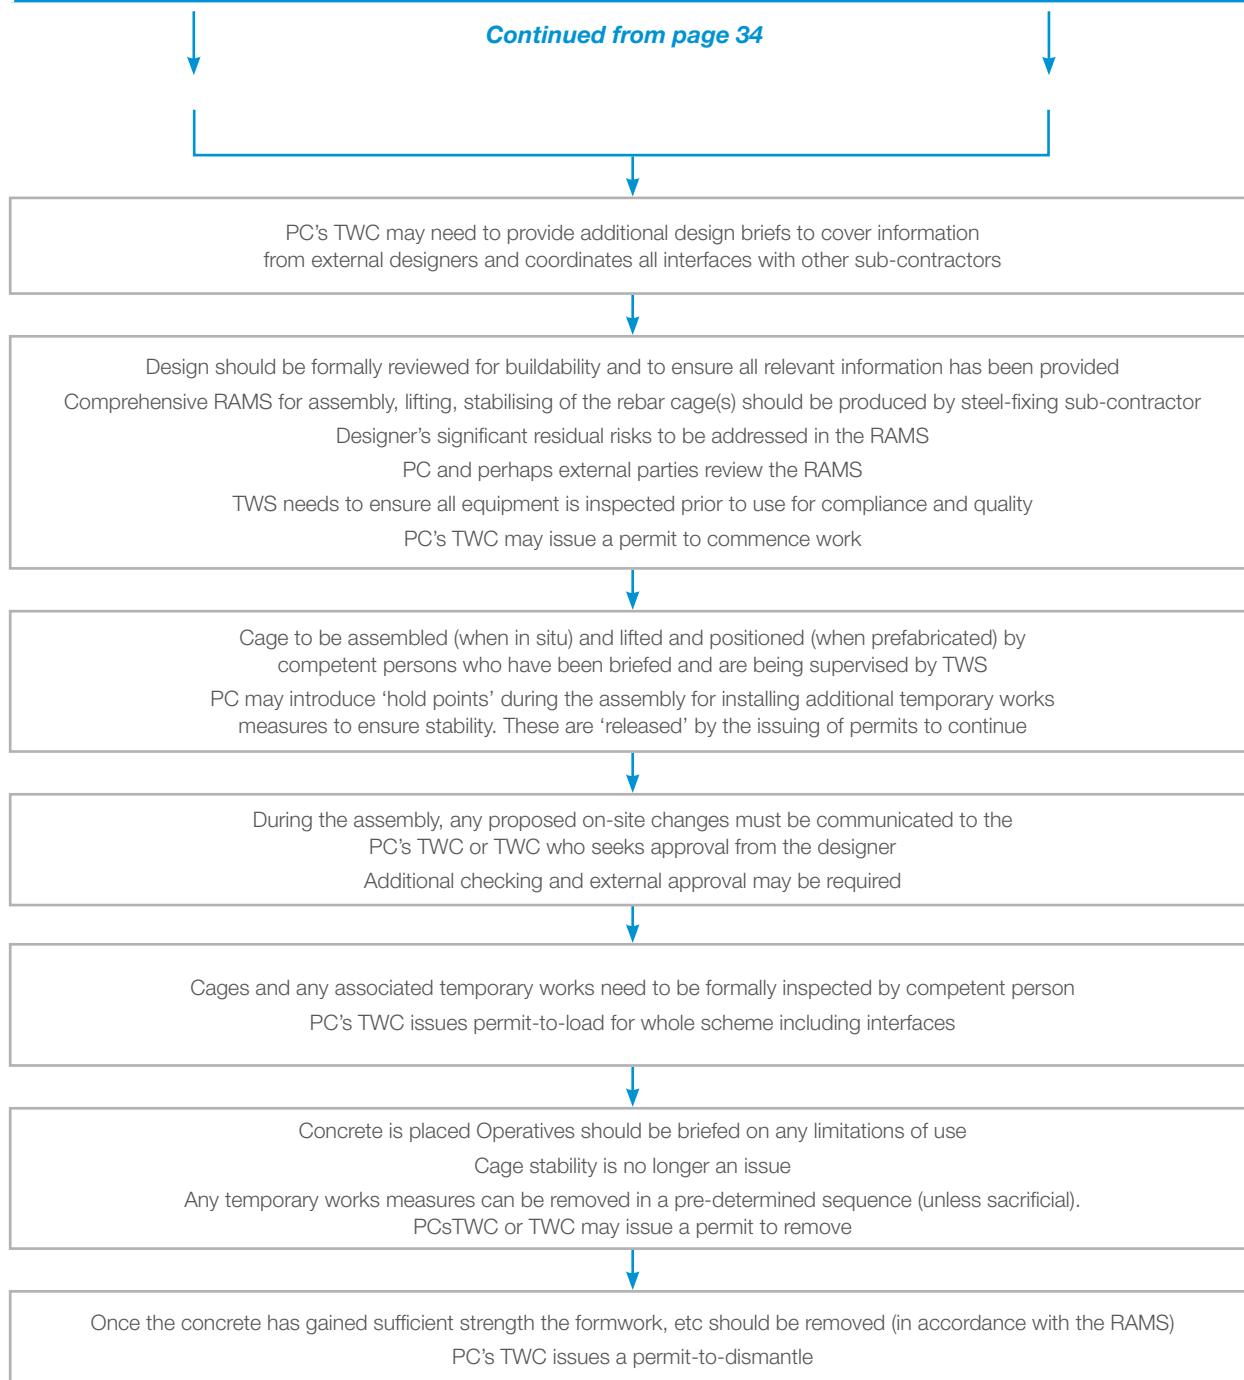 Continued from page 34
PC’s TWC may need to provide additional design briefs to cover information
from external designers and coordinates all interfaces with other sub-contractors
Design should be formally reviewed for buildability and to ensure all relevant information has been provided
Comprehensive RAMS for assembly, lifting, stabilising of the rebar cage(s) should be produced by steel-fixing sub-contractor
Designer’s significant residual risks to be addressed in the RAMS
PC and perhaps external parties review the RAMS
TWS needs to ensure all equipment is inspected prior to use for compliance and quality
PC’s TWC may issue a permit to commence work
Cage to be assembled (when in situ) and lifted and positioned (when prefabricated) by
competent persons who have been briefed and are being supervised by TWS
PC may introduce ‘hold points’ during the assembly for installing additional temporary works
measures to ensure stability. These are ‘released’ by the issuing of permits to continue
During the assembly, any proposed on-site changes must be communicated to the
PC’s TWC or TWC who seeks approval from the designer
Additional checking and external approval may be required
Cages and any associated temporary works need to be formally inspected by competent person
PC’s TWC issues permit-to-load for whole scheme including interfaces
Concrete is placed Operatives should be briefed on any limitations of use
Cage stability is no longer an issue
Any temporary works measures can be removed in a pre-determined sequence (unless sacrificial).
PCsTWC or TWC may issue a permit to remove
Once the concrete has gained sufficient strength the formwork, etc should be removed (in accordance with the RAMS)
PC’s TWC issues a permit-to-dismantle